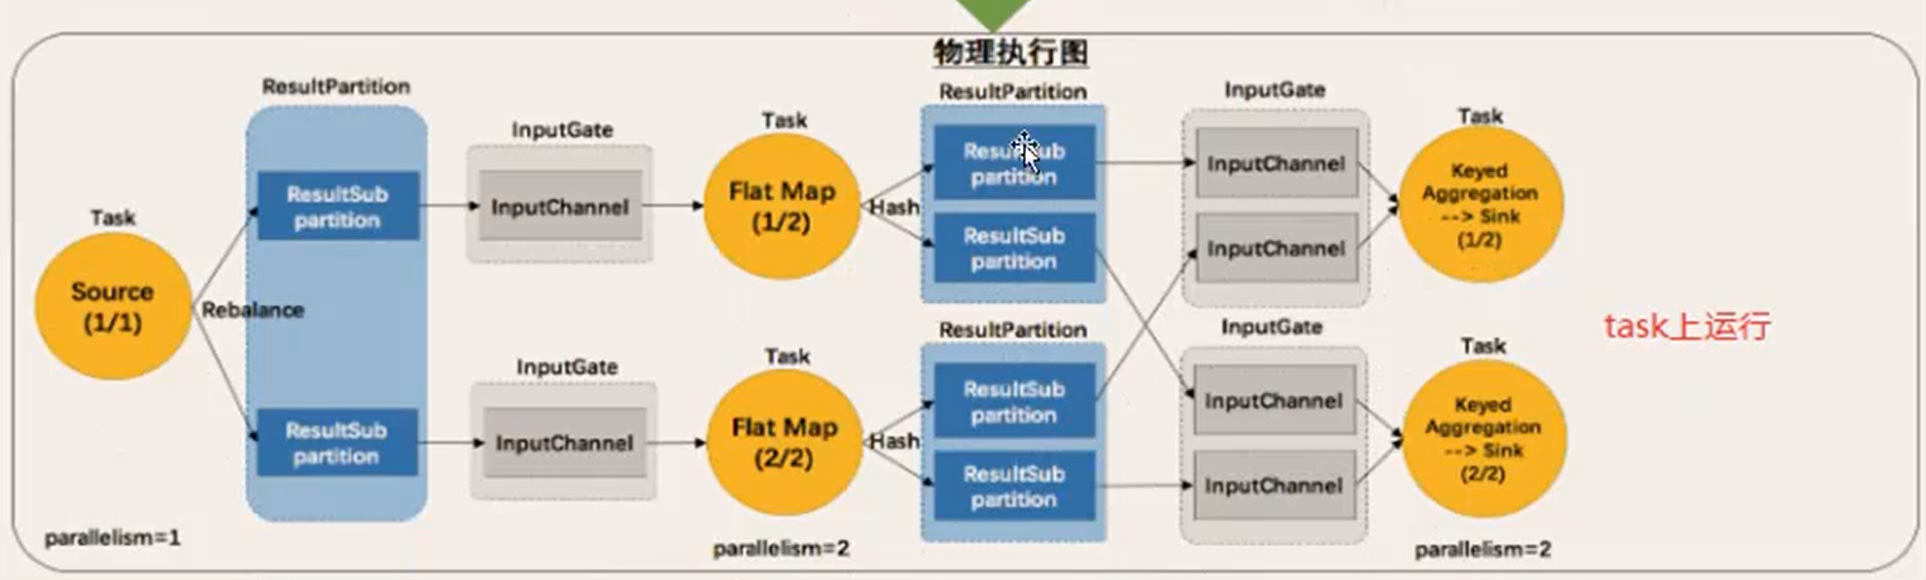 物理执行图
ResultPartition
ResultSub
partition
ResultSub
partition
Task
Source
(1/1)
Rebalance
parallelism=1
InputGate
InputChannel
InputGate
InputChannel
Task
Flat Map
(1/2)
Hash
Task
Flat Map
(2/2)
Hash
parallelism=2
ResultPartition
ResultSub
partition
ResultSub
partition
ResultPartition
ResultSub
partition
ResultSub
partition
InputGate
InputChannel
InputChannel
InputGate
InputChannel
InputChannel
Task
Keyed
Aggregation
--> Sink
(1/2)
Task
Keyed
Aggregation
--> Sink
(2/2)
parallelism=2
task上运行